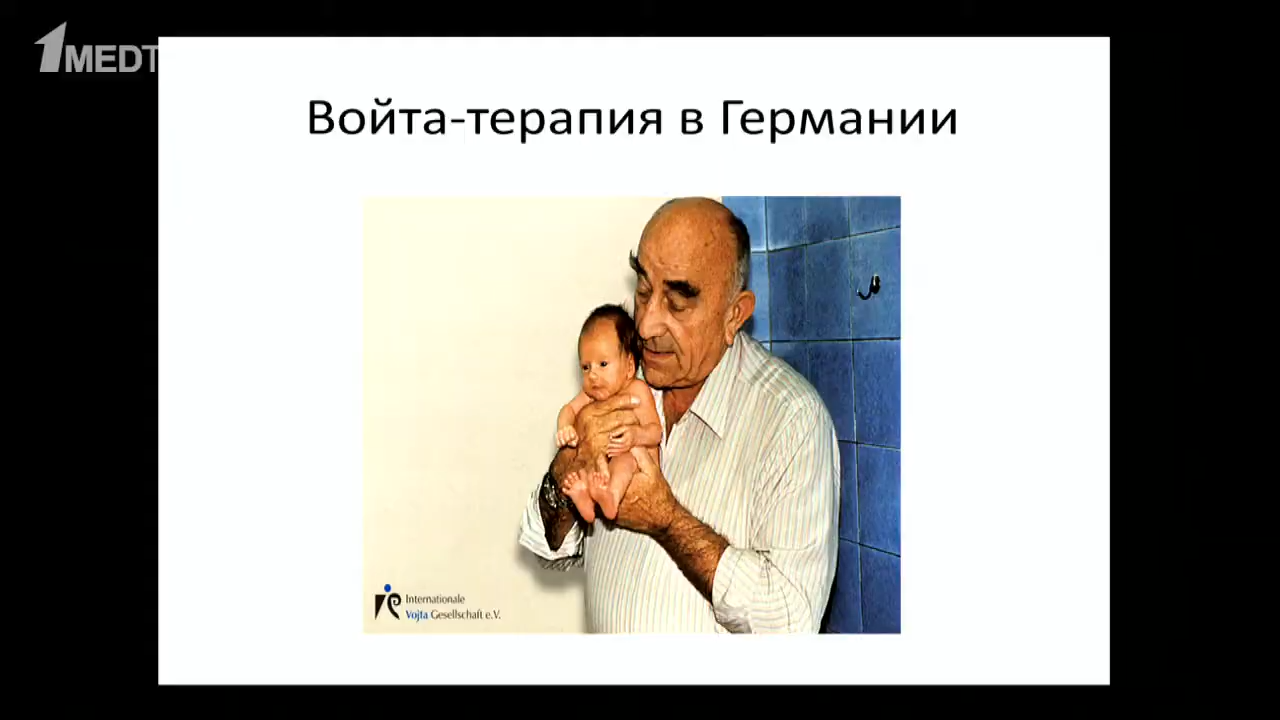 1MEDT
Войта-терапия в Германии
Internationale
Vojta Gesellschaft e.V.